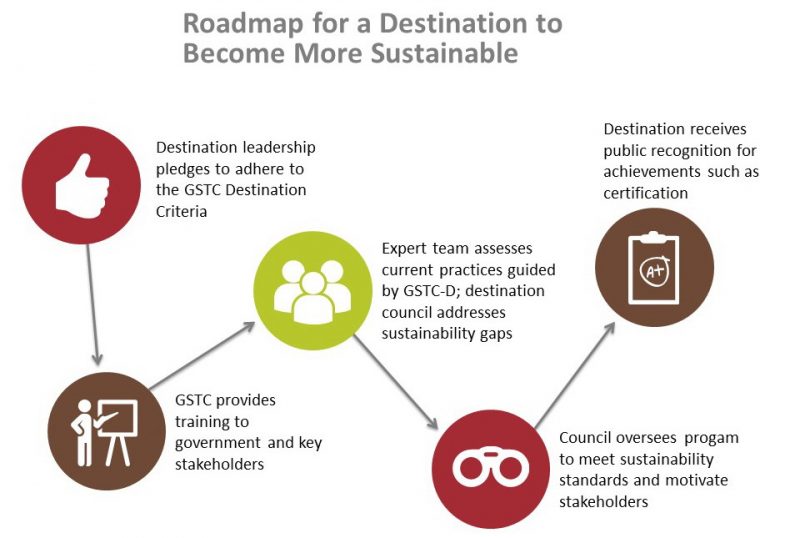 Roadmap for a Destination to
Become More Sustainable
Destination leadership
pledges to adhere to
the GSTC Destination
Criteria
GSTC provides
training to
government and key
stakeholders
Expert team assesses
current practices guided
by GSTC-D; destination
council addresses
sustainability gaps
Council oversees progam
to meet sustainability
standards and motivate
stakeholders
Destination receives
public recognition for
achievements such as
certification
A+